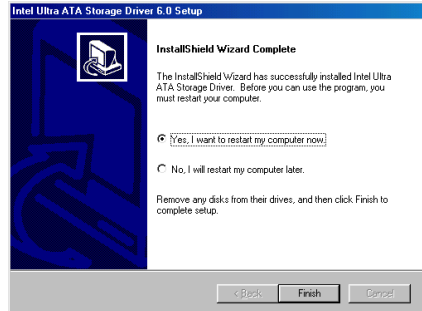 Intel Ultra ATA Storage Driver 6.0 Setup
InstallShield Wizard Complete
The InstallShield Wizard has successfully installed Intel Ultra
ATA Storage Driver. Before you can use the program, you
must restart your computer.
Yes, I want to restart my computer now.
No, I will restart my computer later.
Remove any disks from their drives, and then click Finish to
complete setup.
< Back
Finish
Cancel